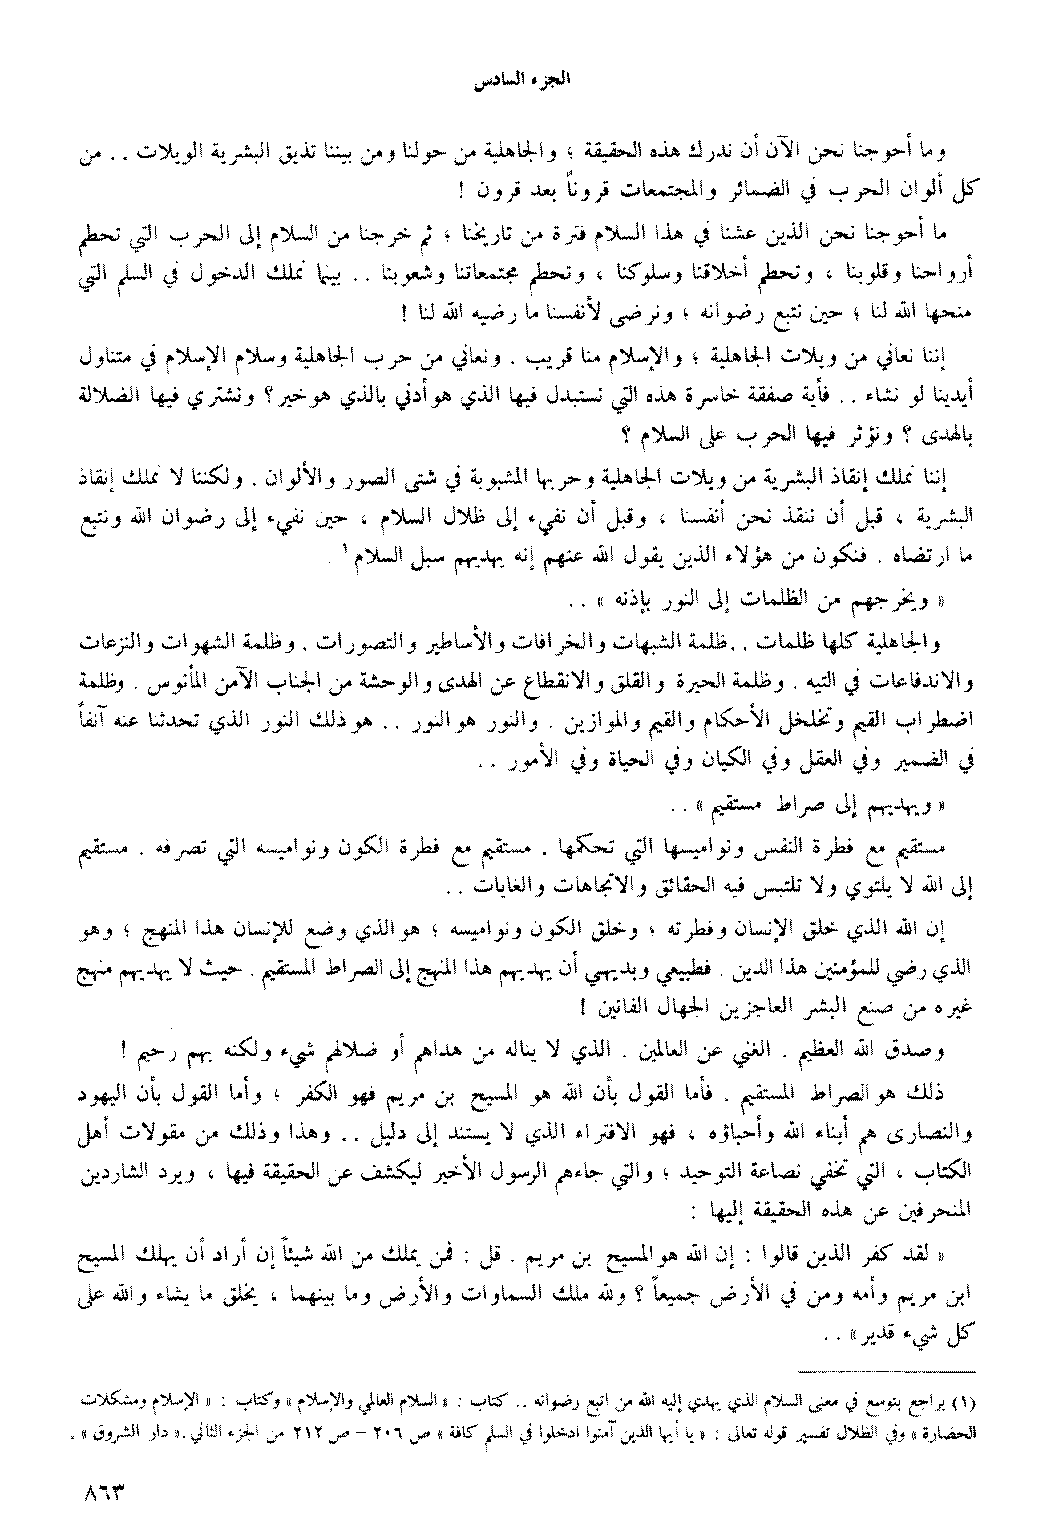 الجزء السادس
وما أحوجنا نحن الآن أن ندرك هذه الحقيقة ؛ والجاهلية من حولنا ومن بيننا تذيق البشرية الويلات . . من
كل ألوان الحرب في الضمائر والمجتمعات قروناً بعد قرون !
ما أحوجنا نحن الذين عشنا في هذا السلام فترة من تاريخنا ؛ ثم خرجنا من السلام إلى الحرب التي تحطم
أرواحنا وقلوبنا ، وتحطم أخلاقنا وسلوكنا ، وتحطم مجتمعاتنا وشعوبنا . . بينما نملك الدخول في السلم التي
منحها الله لنا ؛ حين نتبع رضوانه ؛ ونرضى لأنفسنا ما رضيه الله لنا !
إننا نعاني من ويلات الجاهلية ؛ والإسلام منا قريب . ونعاني من حرب الجاهلية وسلام الإسلام في متناول
أيدينا لو نشاء . . فأية صفقة خاسرة هذه التي نستبدل فيها الذي هو أدنى بالذي هو خير ؟ ونشتري فيها الضلالة
بالهدى ؟ ونؤثر فيها الحرب على السلام ؟
إننا نملك إنقاذ البشرية من ويلات الجاهلية وحربها المشبوبة في شتى الصور والألوان . ولكننا لا نملك إنقاذ
البشرية ، قبل أن ننقذ نحن أنفسنا ، وقبل أن نفيء إلى ظلال السلام ، حين نفيء إلى رضوان الله ونتبع
ما ارتضاه . فنكون من هؤلاء الذين يقول الله عنهم إنه يهديهم سبل السلام ١ .
« ويخرجهم من الظلمات إلى النور بإذنه » . .
والجاهلية كلها ظلمات . . ظلمة الشبهات والخرافات والأساطير والتصورات . وظلمة الشهوات والنزعات
والاندفاعات في التيه . وظلمة الحيرة والقلق والانقطاع عن الهدى والوحشة من الجناب الآمن المأنوس . وظلمة
اضطراب القيم وتخلخل الأحكام والقيم والموازين . والنور هو النور . . هو ذلك النور الذي تحدثنا عنه آنفاً
في الضمير وفي العقل وفي الكيان وفي الحياة وفي الأمور . .
« ويهديهم إلى صراط مستقيم » . .
مستقيم مع فطرة النفس ونواميسها التي تحكمها . مستقيم مع فطرة الكون ونواميسه التي تصرفه . مستقيم
إلى الله لا يلتوي ولا تلتبس فيه الحقائق والاتجاهات والغايات . .
إن الله الذي خلق الإنسان وفطرته ؛ وخلق الكون ونواميسه ؛ هو الذي وضع للإنسان هذا المنهج ؛ وهو
الذي رضي للمؤمنين هذا الدين . فطبيعي وبديهي أن يهديهم هذا المنهج إلى الصراط المستقيم . حيث لا يهديهم منهج
غيره من صنع البشر العاجزين الجهال الفانين !
وصدق الله العظيم . الغني عن العالمين . الذي لا يناله من هداهم أو ضلالهم شيء ولكنه بهم رحيم !
ذلك هو الصراط المستقيم . فأما القول بأن الله هو المسيح بن مريم فهو الكفر ؛ وأما القول بأن اليهود
والنصارى هم أبناء الله وأحباؤه ، فهو الافتراء الذي لا يستند إلى دليل . . وهذا وذلك من مقولات أهل
الكتاب ، التي تخفي نصاعة التوحيد ؛ والتي جاءهم الرسول الأخير ليكشف عن الحقيقة فيها ، ويرد الشاردين
المنحرفين عن هذه الحقيقة إليها :
« لقد كفر الذين قالوا : إن الله هو المسيح بن مريم . قل : فمن يملك من الله شيئاً إن أراد أن يهلك المسيح
ابن مريم وأمه ومن في الأرض جميعاً ؟ ولله ملك السماوات والأرض وما بينهما ، يخلق ما يشاء والله على
كل شيء قدير » . .
(١) يراجع بتوسع في معنى السلام الذي يهدي إليه الله من اتبع رضوانه . . كتاب : « السلام العالمي والإسلام » وكتاب : « الإسلام ومشكلات
الحضارة » وفي الظلال تفسير قوله تعالى : « يا أيها الذين آمنوا ادخلوا في السلم كافة » ص ٢٠٦ – ص ٢١٢ من الجزء الثاني . « دار الشروق » .
٨٦٣